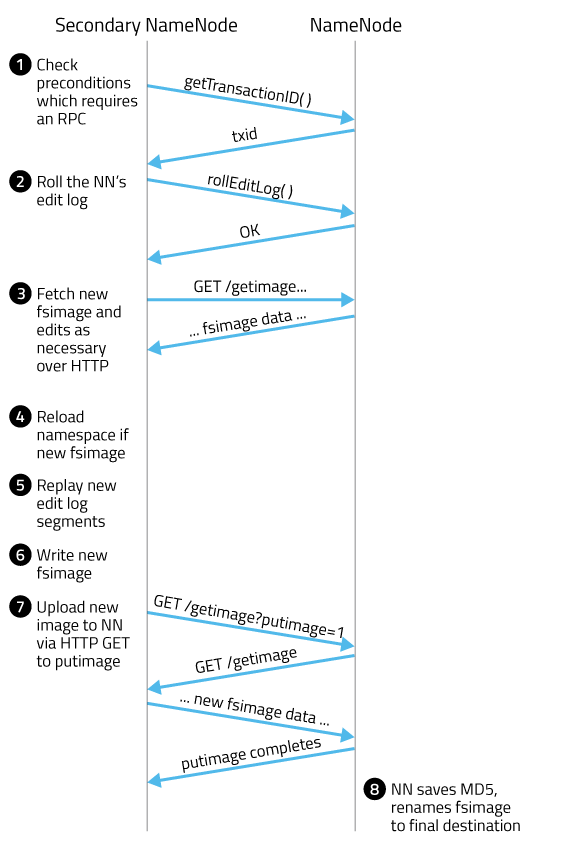 Secondary NameNode
NameNode
1 Check
preconditions
which requires
an RPC
getTransactionID( )
txid
2 Roll the NN's
edit log
rollEditLog( )
OK
3 Fetch new
fsimage and
edits as
necessary
over HTTP
GET /getimage...
... fsimage data ...
4 Reload
namespace if
new fsimage
5 Replay new
edit log
segments
6 Write new
fsimage
7 Upload new
image to NN
via HTTP GET
to putimage
GET /getimage?putimage=1
GET /getimage
... new fsimage data ...
putimage completes
8 NN saves MD5,
renames fsimage
to final destination